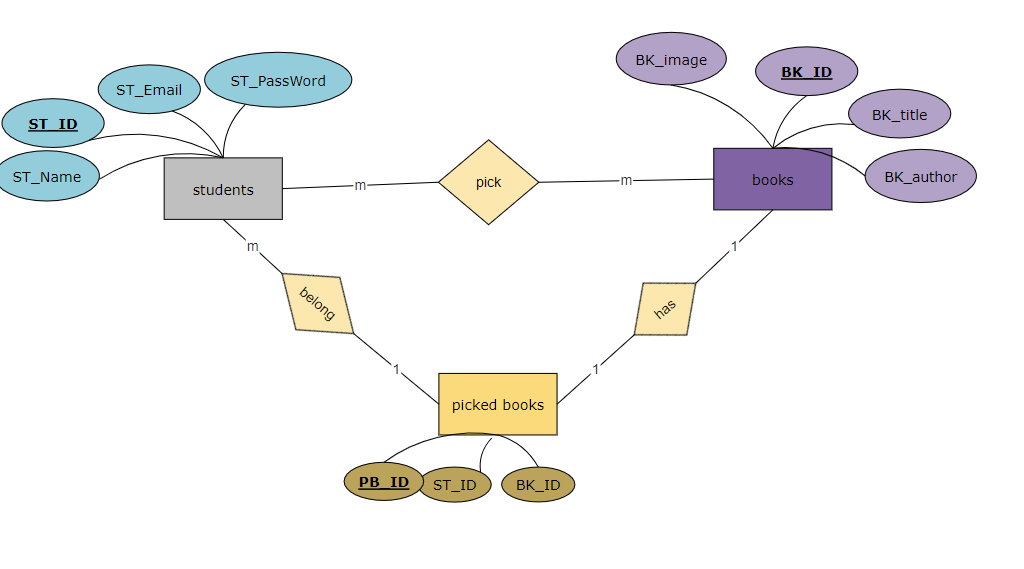 BK_image
BK_ID
ST_Email
ST_PassWord
BK_title
ST_ID
ST_Name
students
m
pick
m
books
BK_author
m
1
belong
has
1
1
picked books
PB_ID
ST_ID
BK_ID